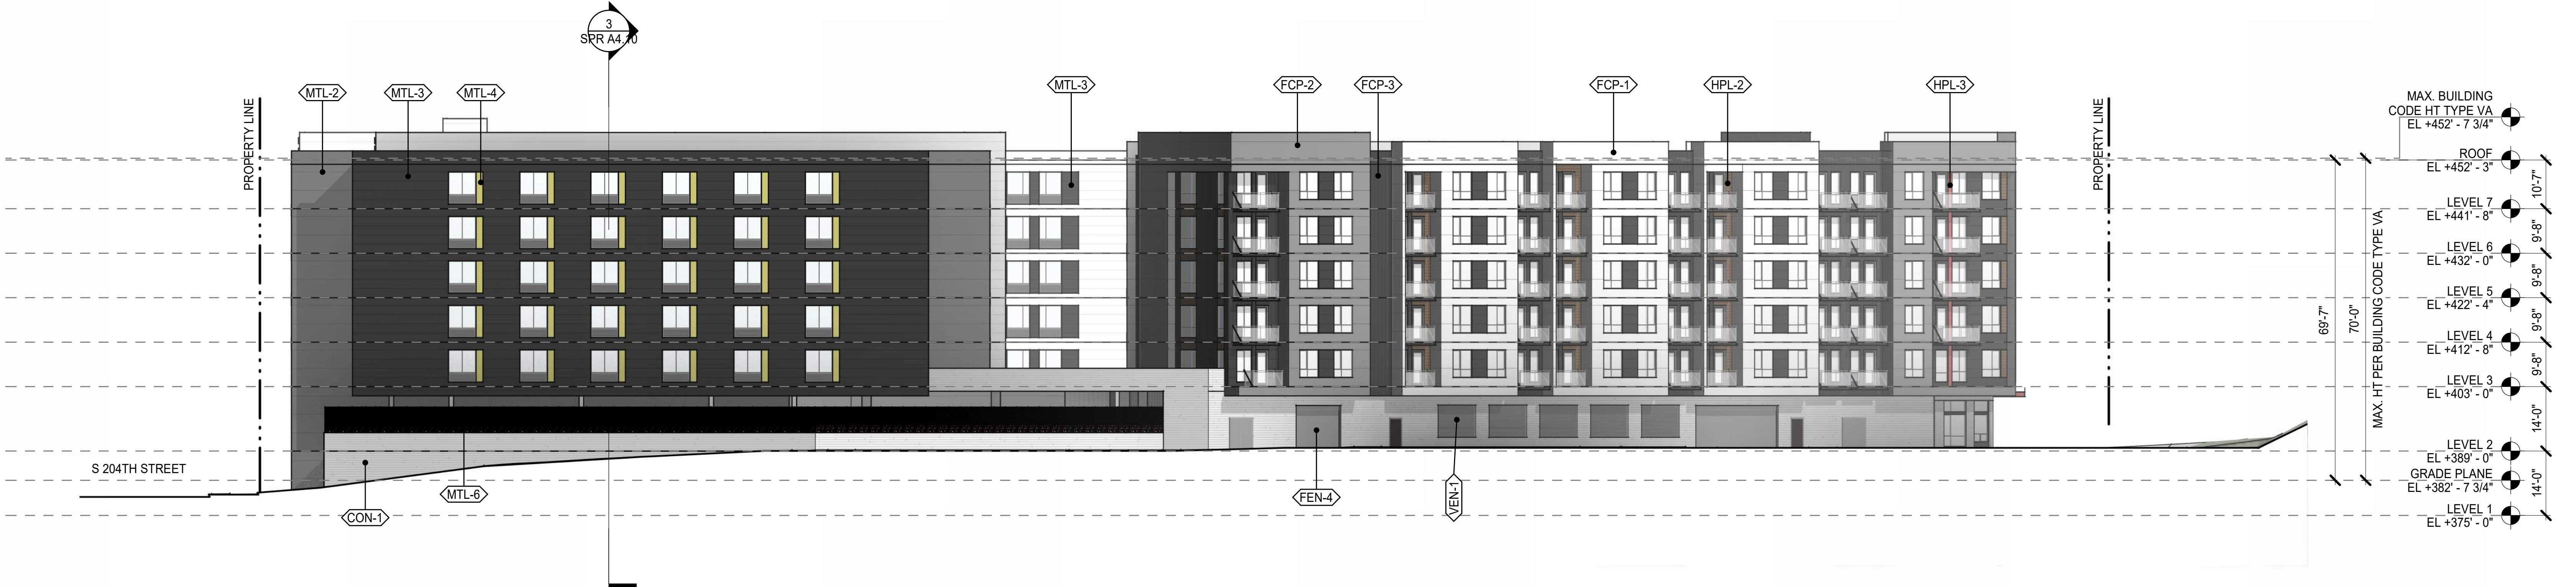 3
SPR A4.10
MTL-2
MTL-3
MTL-4
MTL-3
FCP-2
FCP-3
FCP-1
HPL-2
HPL-3
PROPERTY LINE
PROPERTY LINE
MAX. BUILDING
CODE HT TYPE VA
EL +452' - 7 3/4"
ROOF
EL +452' - 3"
10'-7"
LEVEL 7
EL +441' - 8"
9'-8"
LEVEL 6
EL +432' - 0"
9'-8"
LEVEL 5
EL +422' - 4"
9'-8"
LEVEL 4
EL +412' - 8"
9'-8"
LEVEL 3
EL +403' - 0"
14'-0"
LEVEL 2
EL +389' - 0"
GRADE PLANE
EL +382' - 7 3/4"
14'-0"
LEVEL 1
EL +375' - 0"
69'-7"
70'-0"
MAX. HT PER BUILDING CODE TYPE VA
S 204TH STREET
CON-1
MTL-6
FEN-4
VEN-1